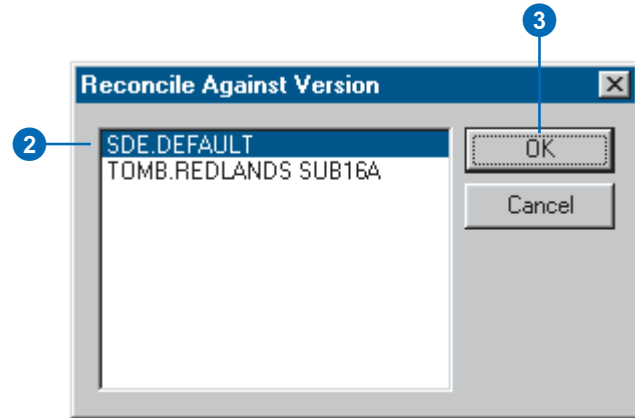 3
Reconcile Against Version
2
SDE.DEFAULT
OK
TOMB.REDLANDS SUB16A
Cancel